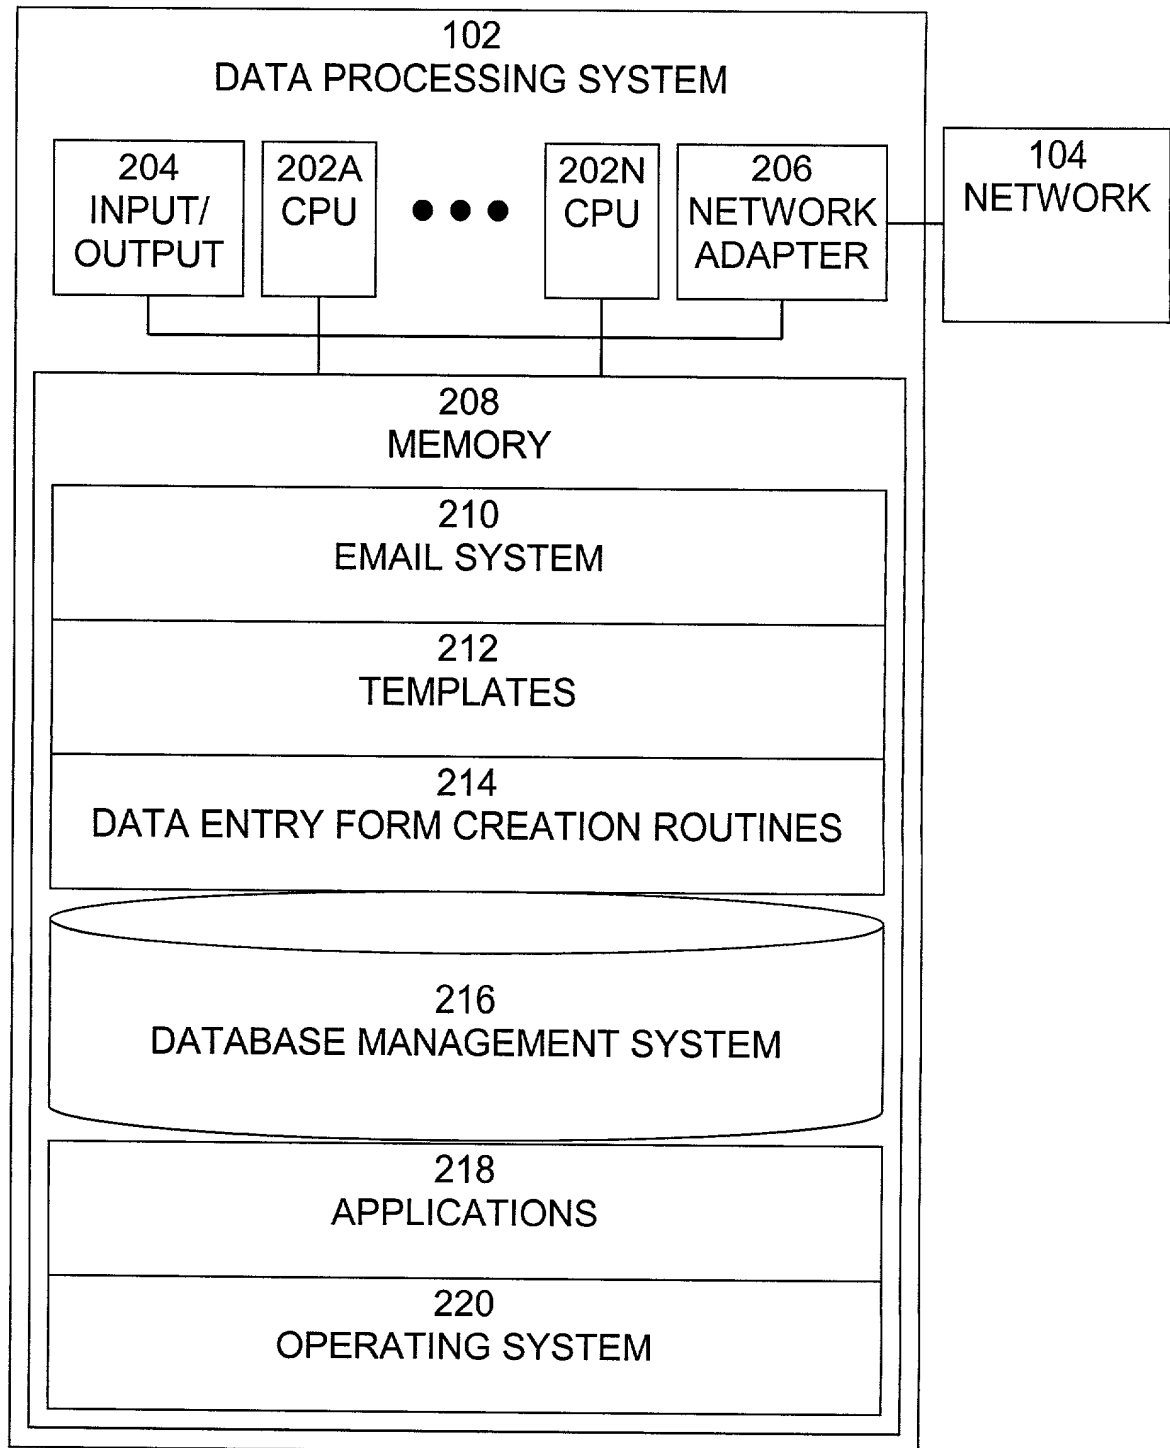 102
DATA PROCESSING SYSTEM
204
INPUT/
OUTPUT
202A
CPU
202N
CPU
206
NETWORK
ADAPTER
104
NETWORK
208
MEMORY
210
EMAIL SYSTEM
212
TEMPLATES
214
DATA ENTRY FORM CREATION ROUTINES
216
DATABASE MANAGEMENT SYSTEM
218
APPLICATIONS
220
OPERATING SYSTEM